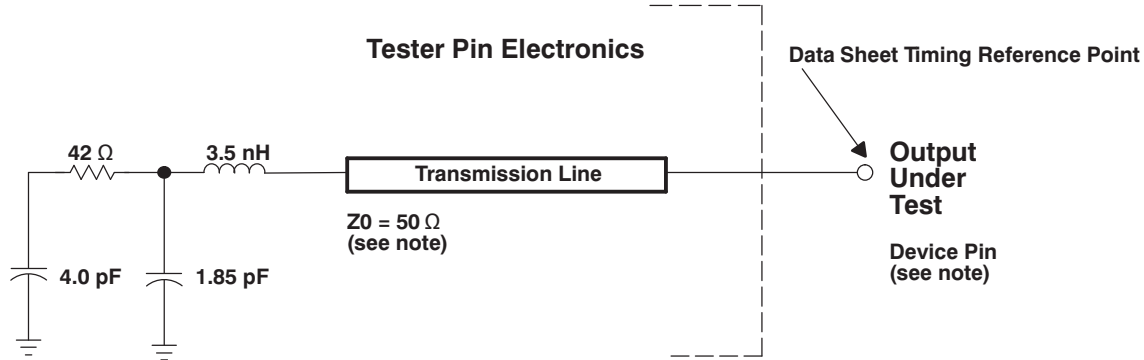 Tester Pin Electronics
Data Sheet Timing Reference Point
42 Ω
3.5 nH
Transmission Line
Output
Under
Test
Z0 = 50 Ω
(see note)
Device Pin
(see note)
4.0 pF
1.85 pF